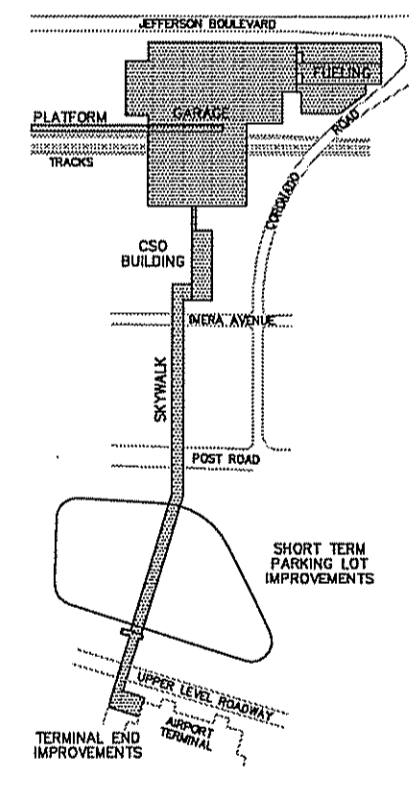 JEFFERSON BOULEVARD
FUELING
PLATFORM
GARAGE
TRACKS
CORONADO
ROAD
CSO
BUILDING
IMERA AVENUE
SKYWALK
POST ROAD
SHORT TERM
PARKING LOT
IMPROVEMENTS
UPPER LEVEL ROADWAY
AIRPORT
TERMINAL
TERMINAL END
IMPROVEMENTS